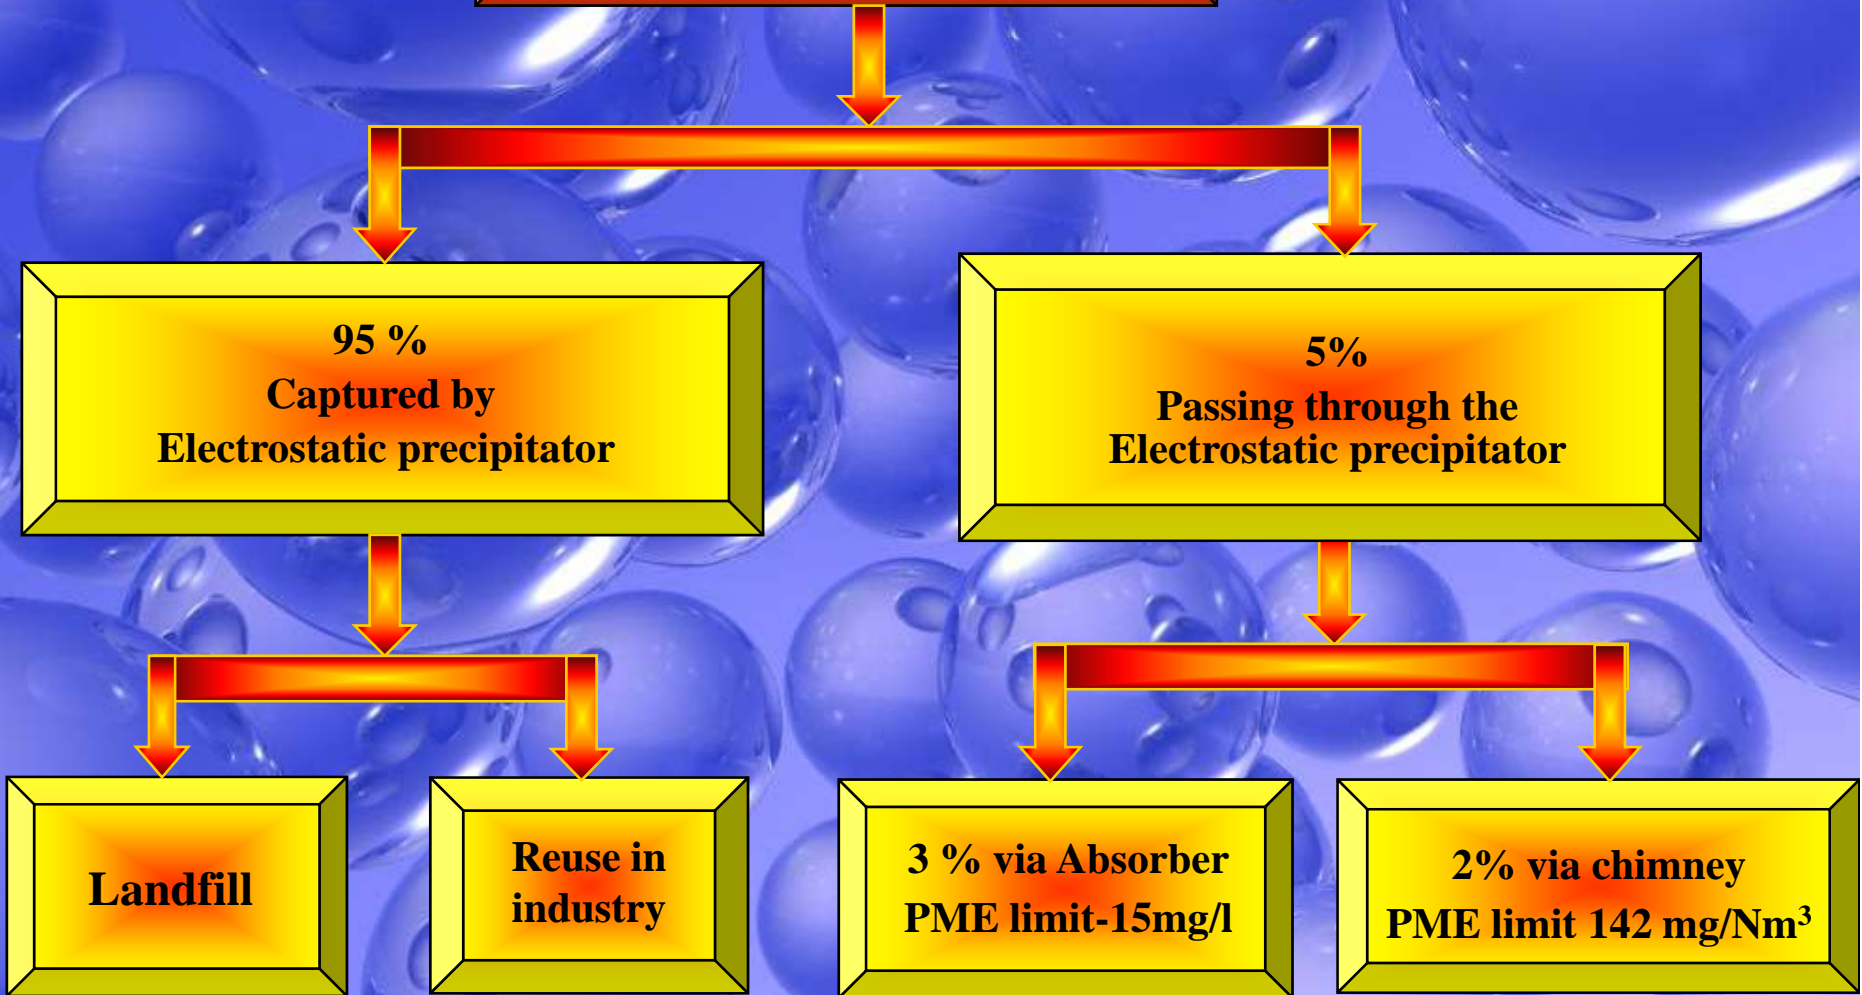 95 %
Captured by
Electrostatic precipitator
5%
Passing through the
Electrostatic precipitator
Landfill
Reuse in
industry
3 % via Absorber
PME limit-15mg/l
2% via chimney
PME limit 142 mg/Nm³